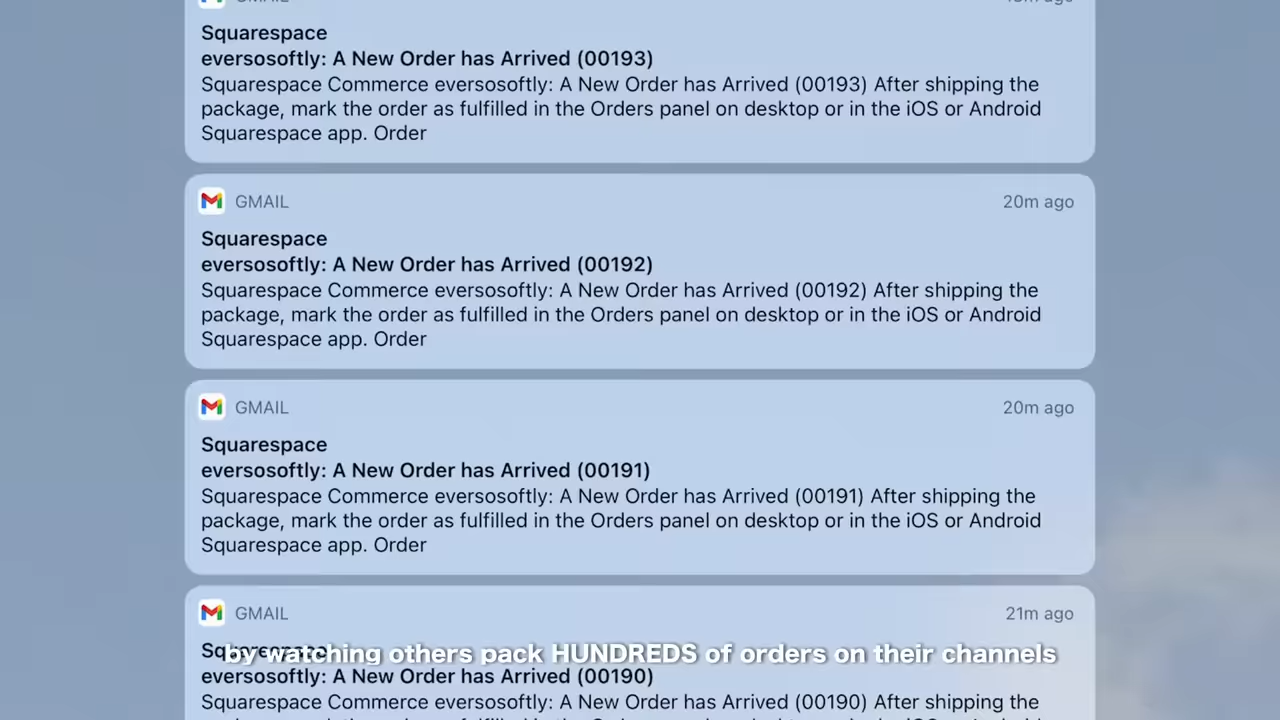 GMAIL
Squarespace
eversosoftly: A New Order has Arrived (00193)
Squarespace Commerce eversosoftly: A New Order has Arrived (00193) After shipping the
package, mark the order as fulfilled in the Orders panel on desktop or in the iOS or Android
Squarespace app. Order
GMAIL 20m ago
Squarespace
eversosoftly: A New Order has Arrived (00192)
Squarespace Commerce eversosoftly: A New Order has Arrived (00192) After shipping the
package, mark the order as fulfilled in the Orders panel on desktop or in the iOS or Android
Squarespace app. Order
GMAIL 20m ago
Squarespace
eversosoftly: A New Order has Arrived (00191)
Squarespace Commerce eversosoftly: A New Order has Arrived (00191) After shipping the
package, mark the order as fulfilled in the Orders panel on desktop or in the iOS or Android
Squarespace app. Order
GMAIL 21m ago
Squarespace
by watching others pack HUNDREDS of orders on their channels
eversosoftly: A New Order has Arrived (00190)
Squarespace Commerce eversosoftly: A New Order has Arrived (00190) After shipping the